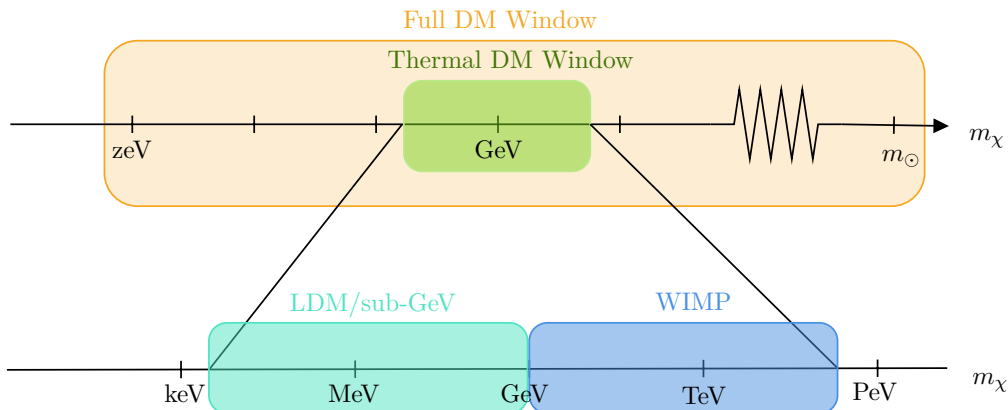 Full DM Window
Thermal DM Window
zeV
GeV
m☉
mχ
LDM/sub-GeV
WIMP
keV
MeV
GeV
TeV
PeV
mχ